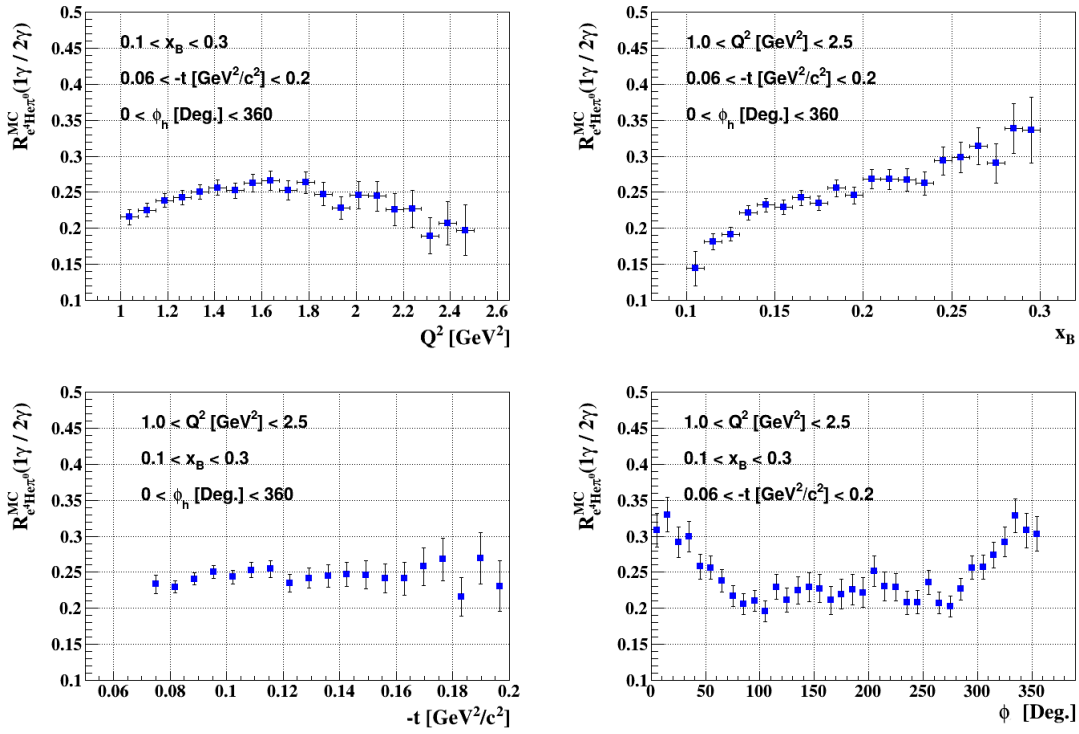 R^MC_e⁴Heπ⁰(1γ / 2γ)
0.5
0.45
0.4
0.35
0.3
0.25
0.2
0.15
0.1
0.1 < x_B < 0.3
0.06 < -t [GeV²/c²] < 0.2
0 < ϕ_h [Deg.] < 360
1 1.2 1.4 1.6 1.8 2 2.2 2.4 2.6
Q² [GeV²]
R^MC_e⁴Heπ⁰(1γ / 2γ)
0.5
0.45
0.4
0.35
0.3
0.25
0.2
0.15
0.1
1.0 < Q² [GeV²] < 2.5
0.06 < -t [GeV²/c²] < 0.2
0 < ϕ_h [Deg.] < 360
0.1 0.15 0.2 0.25 0.3
x_B
R^MC_e⁴Heπ⁰(1γ / 2γ)
0.5
0.45
0.4
0.35
0.3
0.25
0.2
0.15
0.1
1.0 < Q² [GeV²] < 2.5
0.1 < x_B < 0.3
0 < ϕ_h [Deg.] < 360
0.06 0.08 0.1 0.12 0.14 0.16 0.18 0.2
-t [GeV²/c²]
R^MC_e⁴Heπ⁰(1γ / 2γ)
0.5
0.45
0.4
0.35
0.3
0.25
0.2
0.15
0.1
1.0 < Q² [GeV²] < 2.5
0.1 < x_B < 0.3
0.06 < -t [GeV²/c²] < 0.2
0 50 100 150 200 250 300 350
ϕ [Deg.]